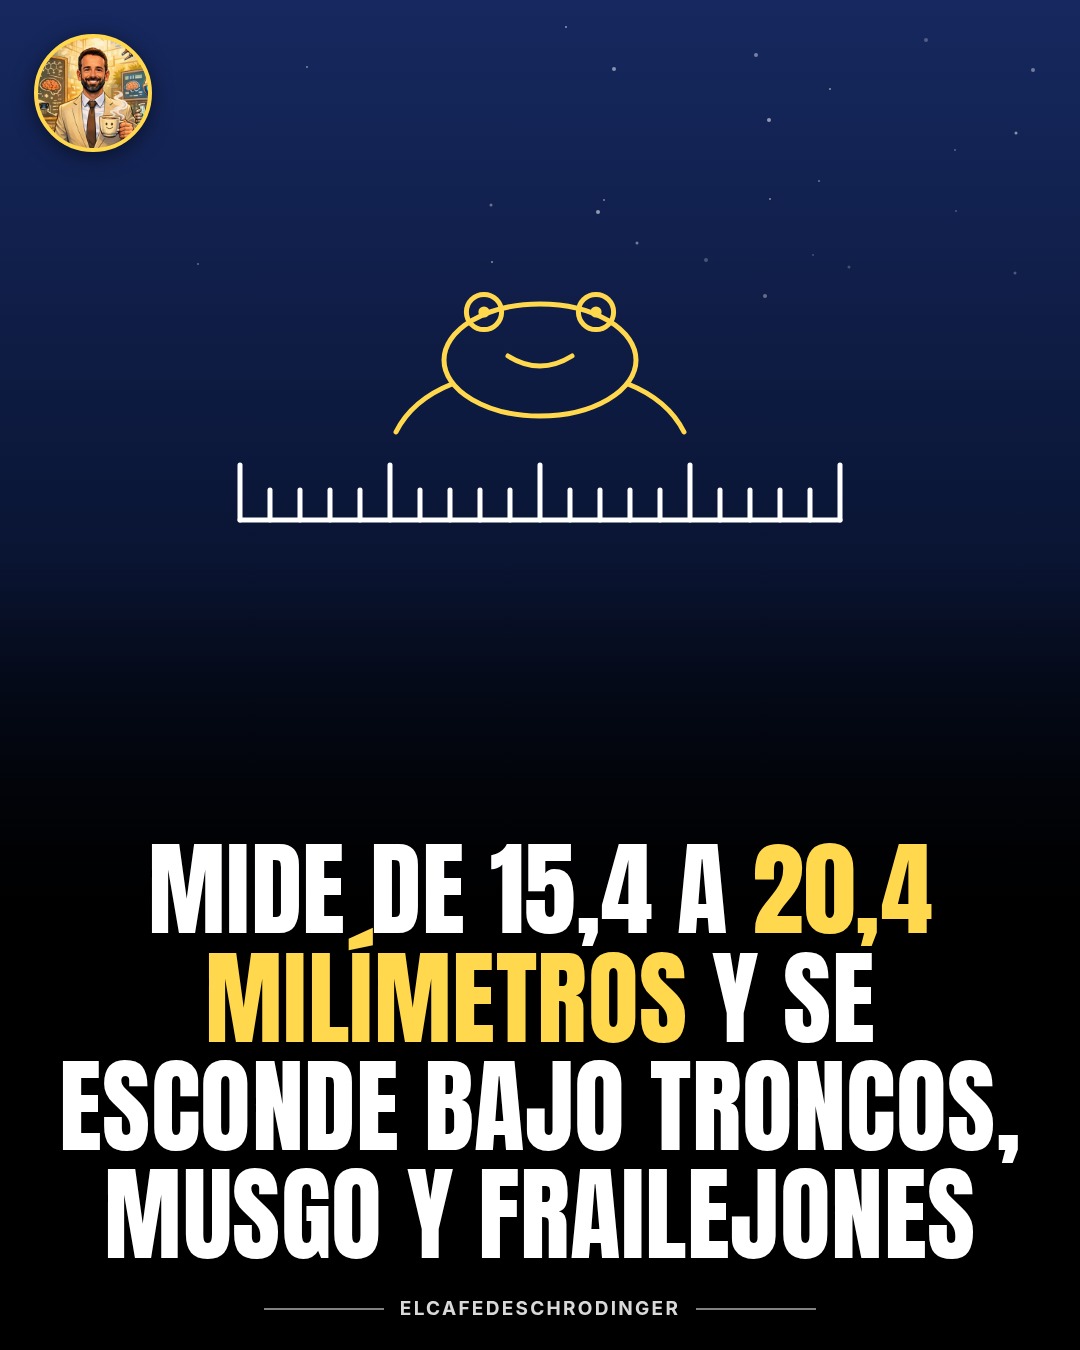 MIDE DE 15,4 A 20,4
MILÍMETROS Y SE
ESCONDE BAJO TRONCOS,
MUSGO Y FRAILEJONES
ELCAFEDESCHRODINGER